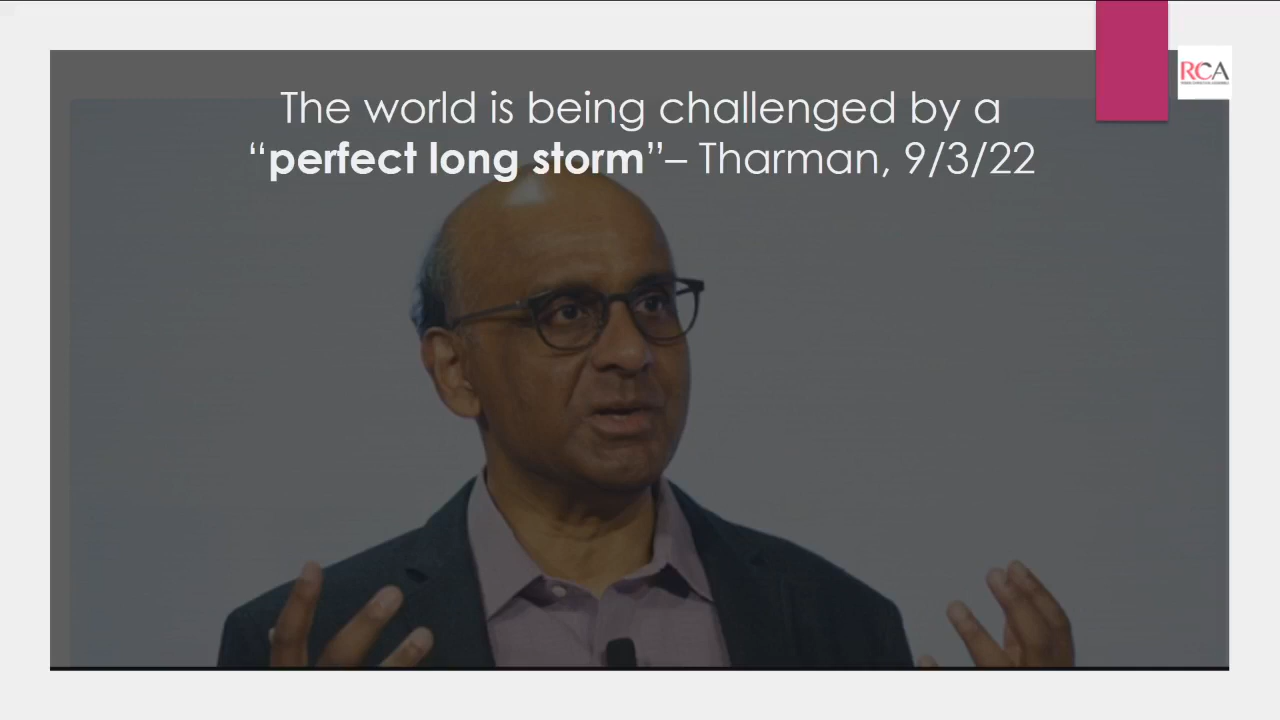 The world is being challenged by a
“perfect long storm”– Tharman, 9/3/22
RCA